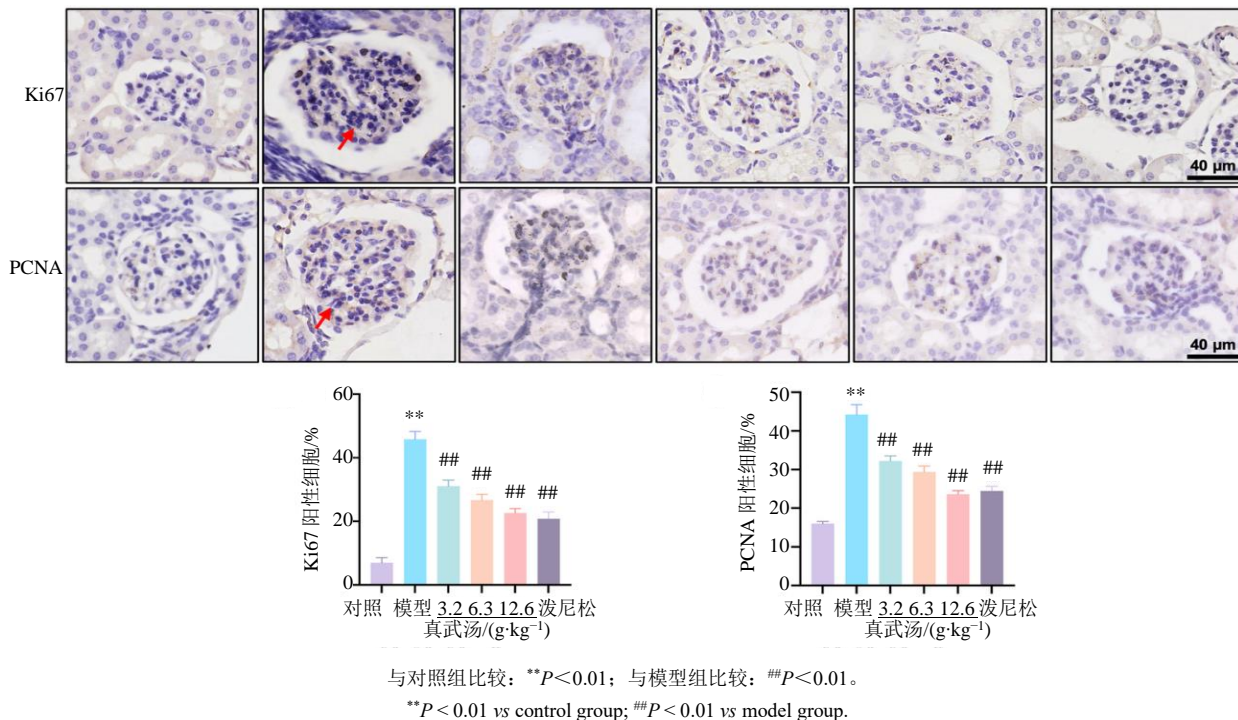 Ki67
40 μm
PCNA
40 μm
Ki67 阳性细胞/%
60
40
20
0
**
##
##
##
##
对照 模型 3.2 6.3 12.6 泼尼松
真武汤/(g·kg⁻¹)
PCNA 阳性细胞/%
50
40
30
20
10
0
**
##
##
##
##
对照 模型 3.2 6.3 12.6 泼尼松
真武汤/(g·kg⁻¹)
与对照组比较：**P＜0.01；与模型组比较：##P＜0.01。
**P < 0.01 vs control group; ##P < 0.01 vs model group.